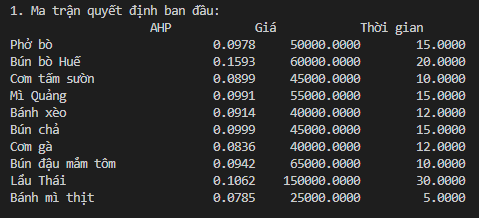 1. Ma trận quyết định ban đầu:
AHP Giá Thời gian
Phở bò 0.0978 50000.0000 15.0000
Bún bò Huế 0.1593 60000.0000 20.0000
Cơm tấm sườn 0.0899 45000.0000 10.0000
Mì Quảng 0.0991 55000.0000 15.0000
Bánh xèo 0.0914 40000.0000 12.0000
Bún chả 0.0999 45000.0000 15.0000
Cơm gà 0.0836 40000.0000 12.0000
Bún đậu mắm tôm 0.0942 65000.0000 10.0000
Lẩu Thái 0.1062 150000.0000 30.0000
Bánh mì thịt 0.0785 25000.0000 5.0000